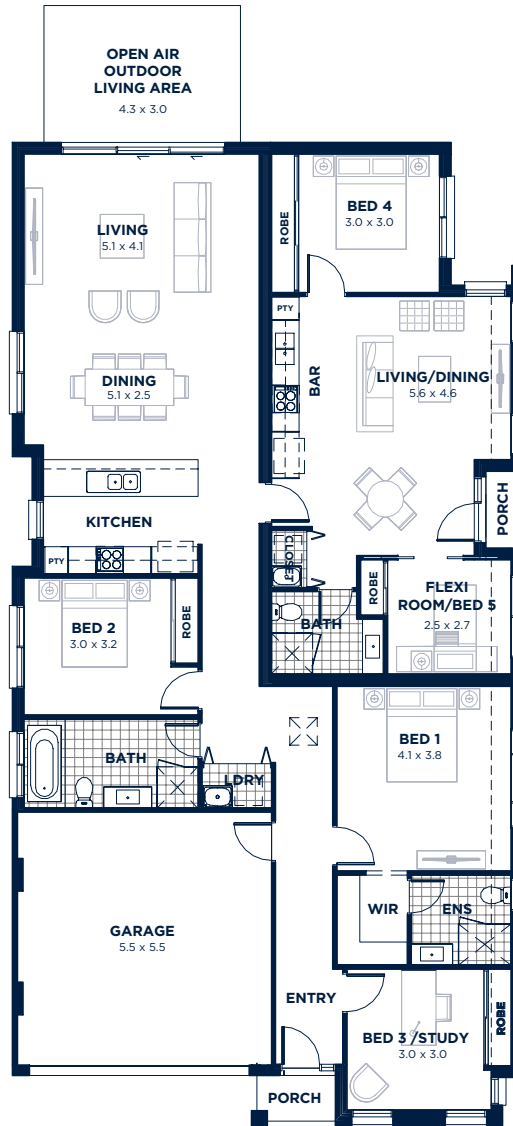 OPEN AIR
OUTDOOR
LIVING AREA
4.3 x 3.0
LIVING
5.1 x 4.1
ROBE
BED 4
3.0 x 3.0
PTY
BAR
LIVING/DINING
5.6 x 4.6
DINING
5.1 x 2.5
KITCHEN
PTY
PORCH
CLOSET
ROBE
FLEXI
ROOM/BED 5
2.5 x 2.7
BATH
BED 2
3.0 x 3.2
ROBE
BATH
LDRY
BED 1
4.1 x 3.8
WIR
ENS
GARAGE
5.5 x 5.5
ENTRY
BED 3 /STUDY
3.0 x 3.0
ROBE
PORCH